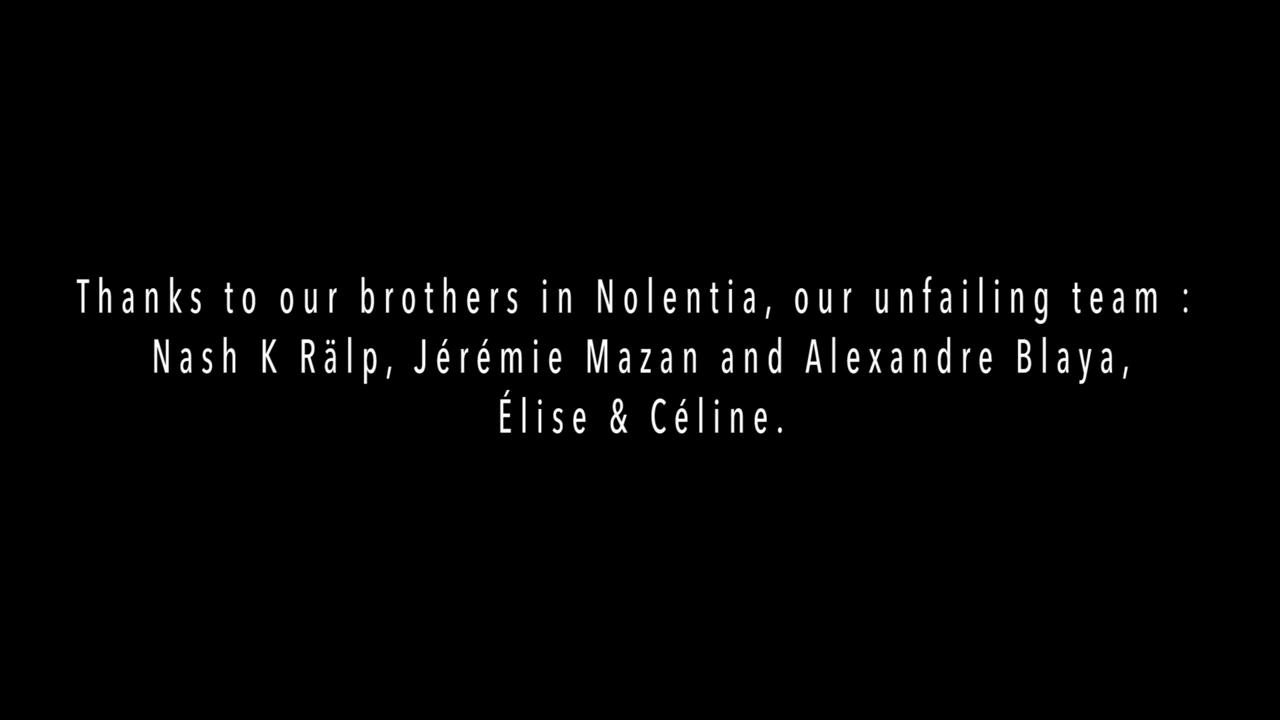 Thanks to our brothers in Nolentia, our unfailing team :
Nash K Rälp, Jérémie Mazan and Alexandre Blaya,
Élise & Céline.